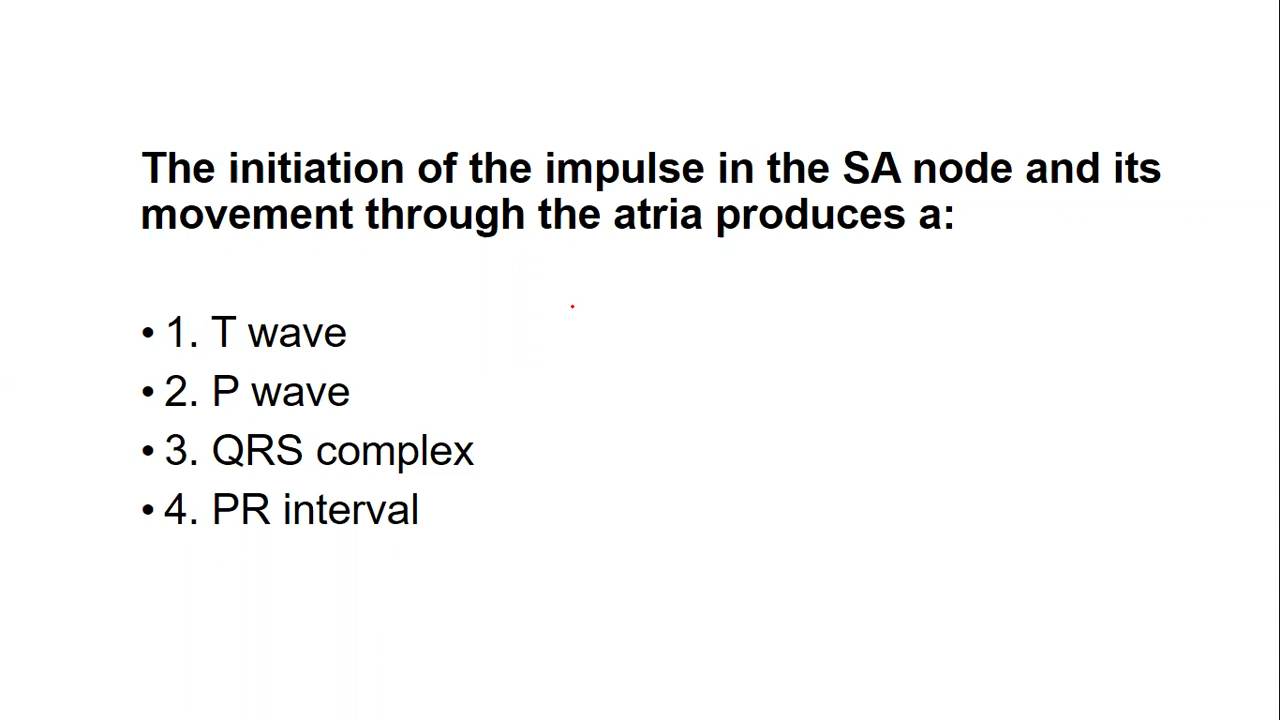 The initiation of the impulse in the SA node and its
movement through the atria produces a:
• 1. T wave
• 2. P wave
• 3. QRS complex
• 4. PR interval